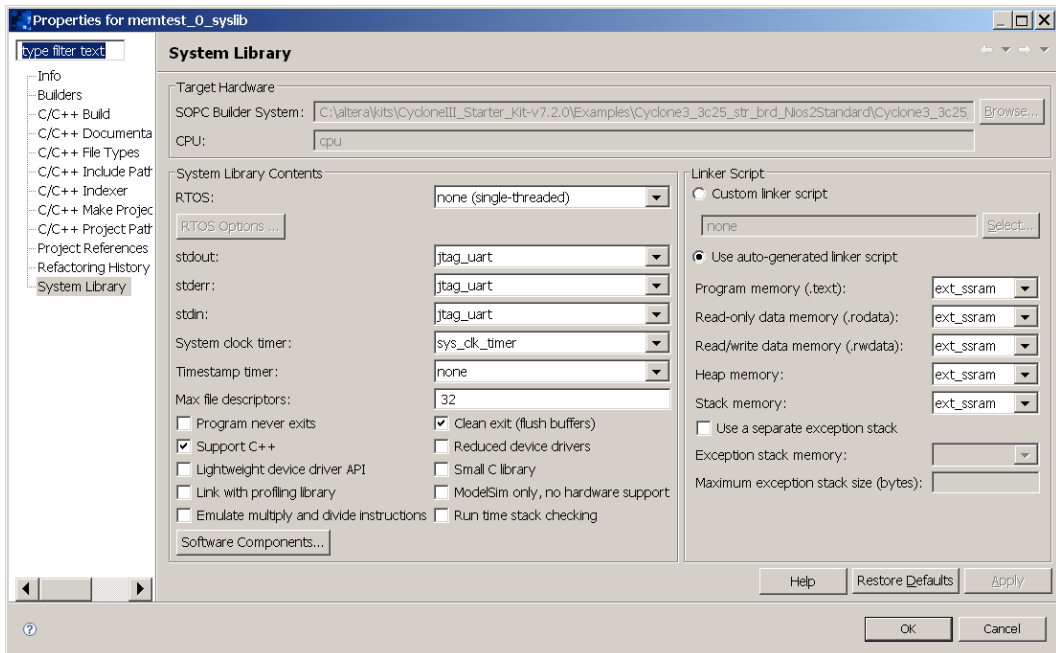 Properties for memtest_0_syslib
type filter text
Info
Builders
C/C++ Build
C/C++ Documenta
C/C++ File Types
C/C++ Include Path
C/C++ Indexer
C/C++ Make Projec
C/C++ Project Path
Project References
Refactoring History
System Library
System Library
Target Hardware
SOPC Builder System: C:\altera\kits\CycloneIII_Starter_Kit-v7.2.0\Examples\Cyclone3_3c25_str_brd_Nios2Standard\Cyclone3_3c25_ Browse...
CPU: cpu
System Library Contents
RTOS: none (single-threaded)
RTOS Options ...
stdout: jtag_uart
stderr: jtag_uart
stdin: jtag_uart
System clock timer: sys_clk_timer
Timestamp timer: none
Max file descriptors: 32
Program never exits Clean exit (flush buffers)
Support C++ Reduced device drivers
Lightweight device driver API Small C library
Link with profiling library ModelSim only, no hardware support
Emulate multiply and divide instructions Run time stack checking
Software Components...
Linker Script
Custom linker script
none Select...
Use auto-generated linker script
Program memory (.text): ext_ssram
Read-only data memory (.rodata): ext_ssram
Read/write data memory (.rwdata): ext_ssram
Heap memory: ext_ssram
Stack memory: ext_ssram
Use a separate exception stack
Exception stack memory:
Maximum exception stack size (bytes):
Help Restore Defaults Apply
? OK Cancel